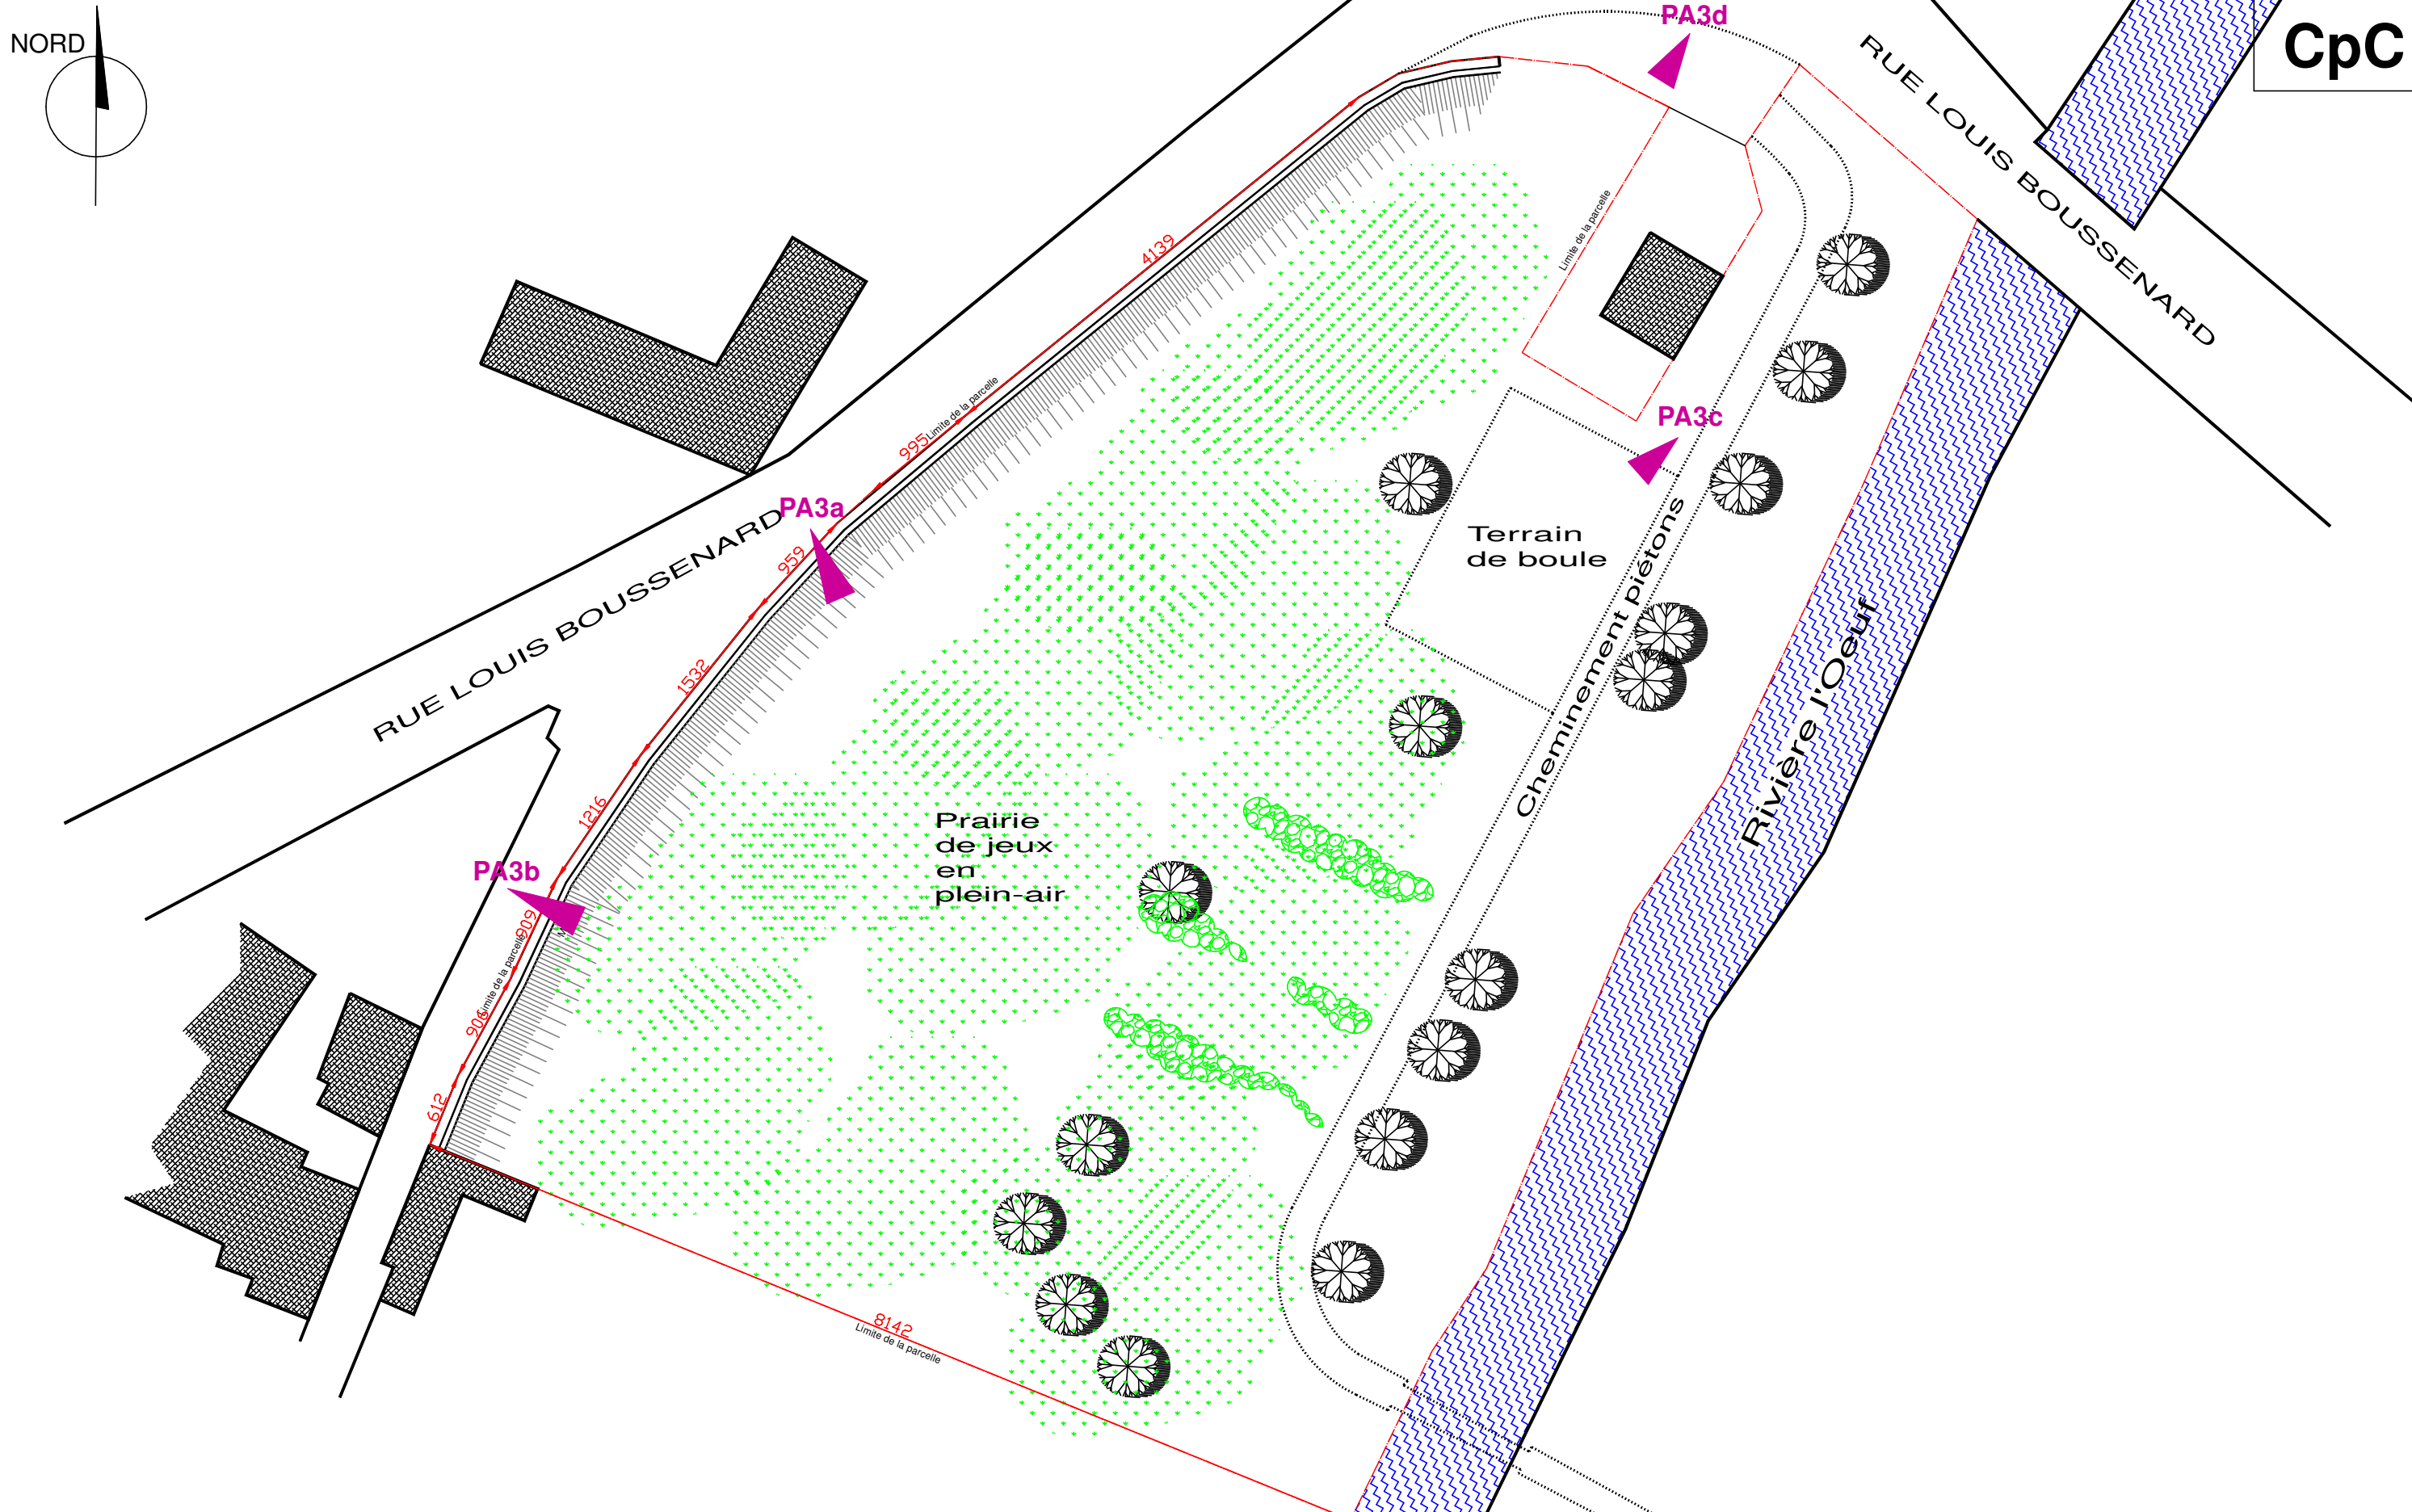 NORD
PA3d
CpC
RUE LOUIS BOUSSENARD
4139
Limite de la parcelle
995
Limite de la parcelle
PA3c
PA3a
RUE LOUIS BOUSSENARD
959
Terrain
de boule
Cheminement piétons
Rivière l'Oeuf
1532
1216
Prairie
de jeux
en
plein-air
PA3b
909
Limite de la parcelle
906
612
8142
Limite de la parcelle